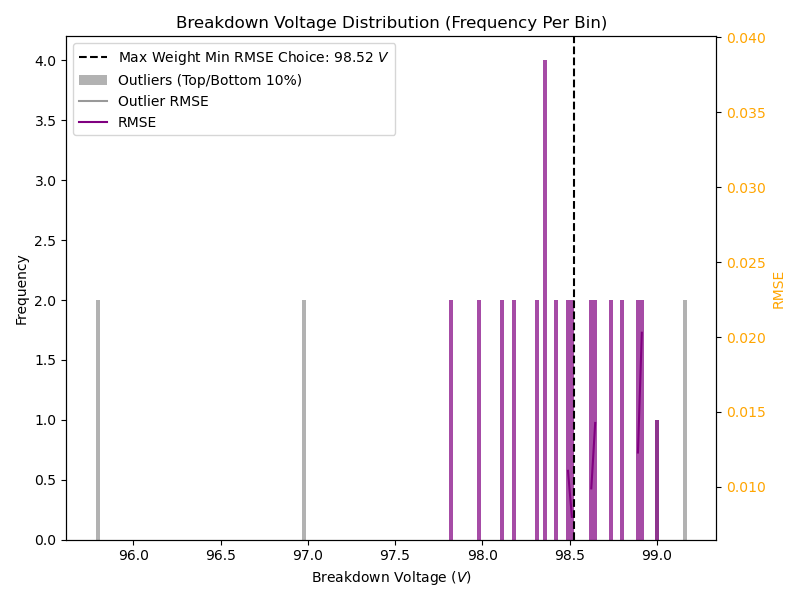 Breakdown Voltage Distribution (Frequency Per Bin)
Max Weight Min RMSE Choice: 98.52 V
Outliers (Top/Bottom 10%)
Outlier RMSE
RMSE
Frequency
4.0
3.5
3.0
2.5
2.0
1.5
1.0
0.5
0.0
96.0 96.5 97.0 97.5 98.0 98.5 99.0
Breakdown Voltage (V)
0.040
0.035
0.030
0.025
0.020
0.015
0.010
RMSE